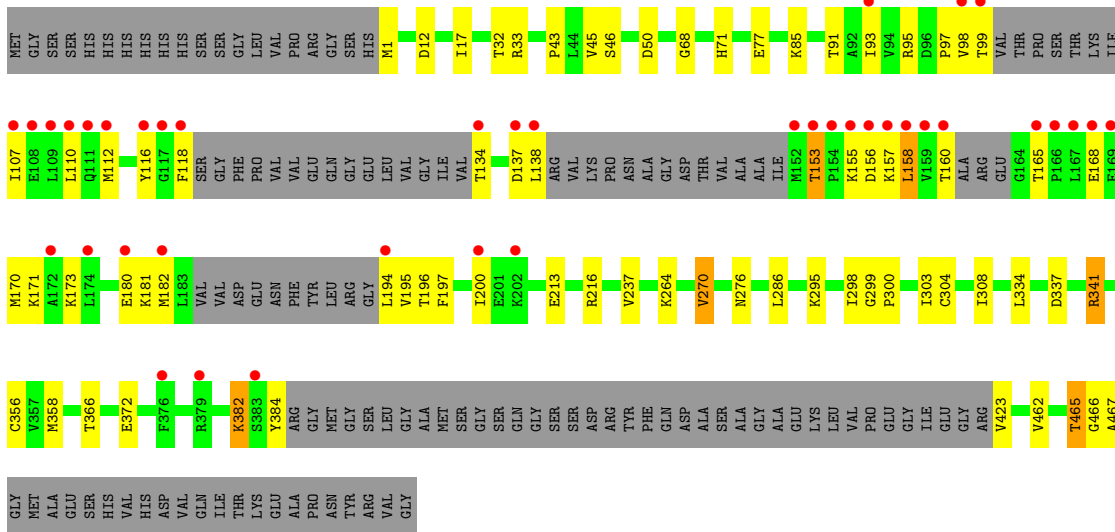 MET GLY SER SER HIS HIS HIS HIS HIS HIS SER SER GLY LEU VAL PRO ARG GLY SER HIS M1 D12 I17 T32 R33 P43 L44 V45 S46 D50 G68 H71 E77 K85 T91 A92 I93 V94 R95 D96 P97 V98 T99 VAL THR PRO SER THR LYS ILE
I107 E108 L109 L110 Q111 M112 Y116 G117 F118 SER GLY PHE PRO VAL VAL GLU GLN GLY GLU LEU VAL GLY ILE VAL T134 D137 L138 ARG VAL LYS PRO ASN ALA GLY ASP THR VAL ALA ALA ILE M152 T153 P154 K155 D156 K157 L158 V159 T160 ALA ARG GLU G164 T165 P166 L167 E168 E169
M170 K171 A172 K173 L174 E180 K181 M182 L183 VAL VAL ASP GLU ASN PHE TYR LEU ARG GLY L194 V195 T196 F197 I200 E201 K202 E213 R216 V237 K264 V270 N276 L286 K295 I298 G299 P300 I303 C304 I308 L334 D337 R341
C356 V357 M358 T366 E372 F376 R379 K382 S383 Y384 ARG GLY MET GLY SER LEU GLY ALA MET SER GLY SER GLN GLY SER SER ASP ARG TYR PHE GLN ASP ALA SER ALA GLY ALA GLU LYS LEU VAL PRO GLU GLY ILE GLU GLY ARG V423 V462 T465 G466 A467
GLY MET ALA GLU SER HIS VAL HIS ASP VAL GLN ILE THR LYS GLU ALA PRO ASN TYR ARG VAL GLY